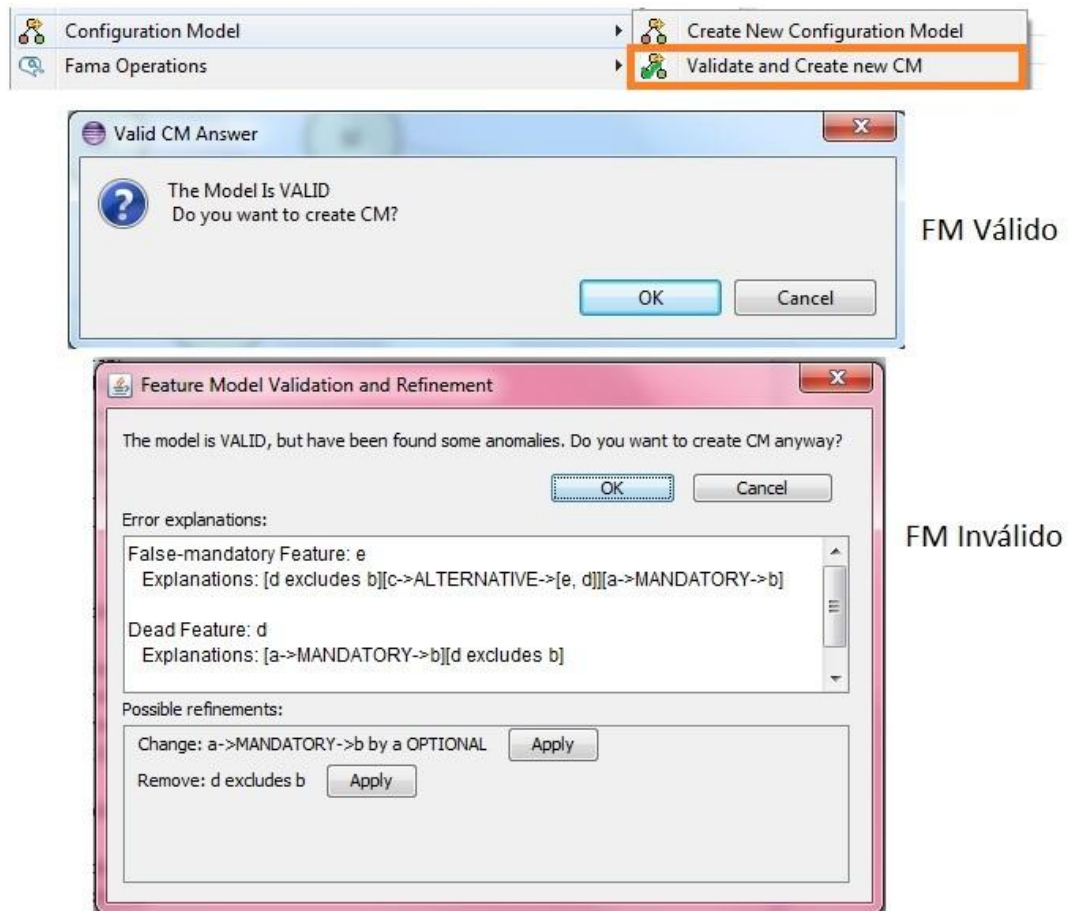 Configuration Model
Create New Configuration Model
Fama Operations
Validate and Create new CM
Valid CM Answer
The Model Is VALID
Do you want to create CM?
OK
Cancel
FM Válido
Feature Model Validation and Refinement
The model is VALID, but have been found some anomalies. Do you want to create CM anyway?
OK
Cancel
Error explanations:
False-mandatory Feature: e
Explanations: [d excludes b][c->ALTERNATIVE->[e, d]][a->MANDATORY->b]
Dead Feature: d
Explanations: [a->MANDATORY->b][d excludes b]
FM Inválido
Possible refinements:
Change: a->MANDATORY->b by a OPTIONAL
Apply
Remove: d excludes b
Apply